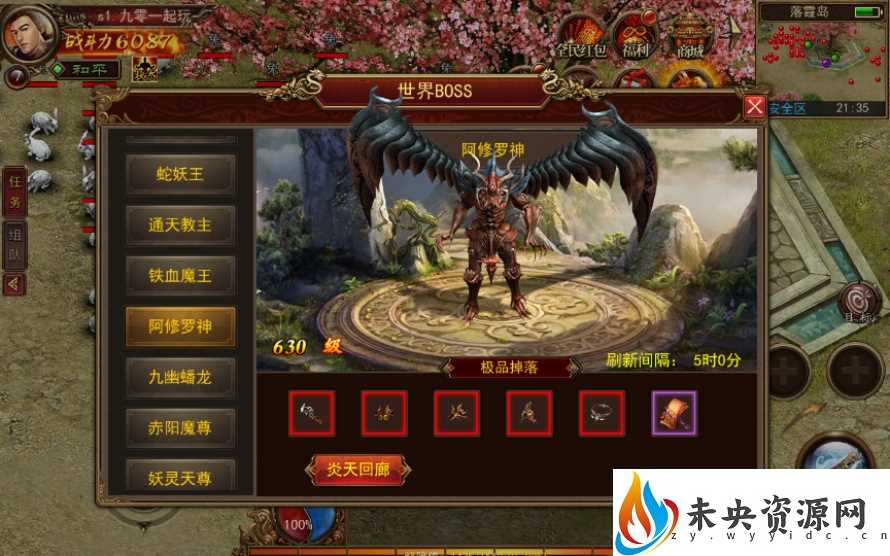 s1.九零一起玩
战斗力6087
7
和平
全民红包
福利
商城
落霞岛
安全区
21:35
任务
组队
世界BOSS
蛇妖王
通天教主
铁血魔王
阿修罗神
九幽蟠龙
赤阳魔尊
妖灵天尊
阿修罗神
630 级
极品掉落
刷新间隔： 5时0分
炎天回廊
目标
100%
未央资源网
zy.wyyidc.cn